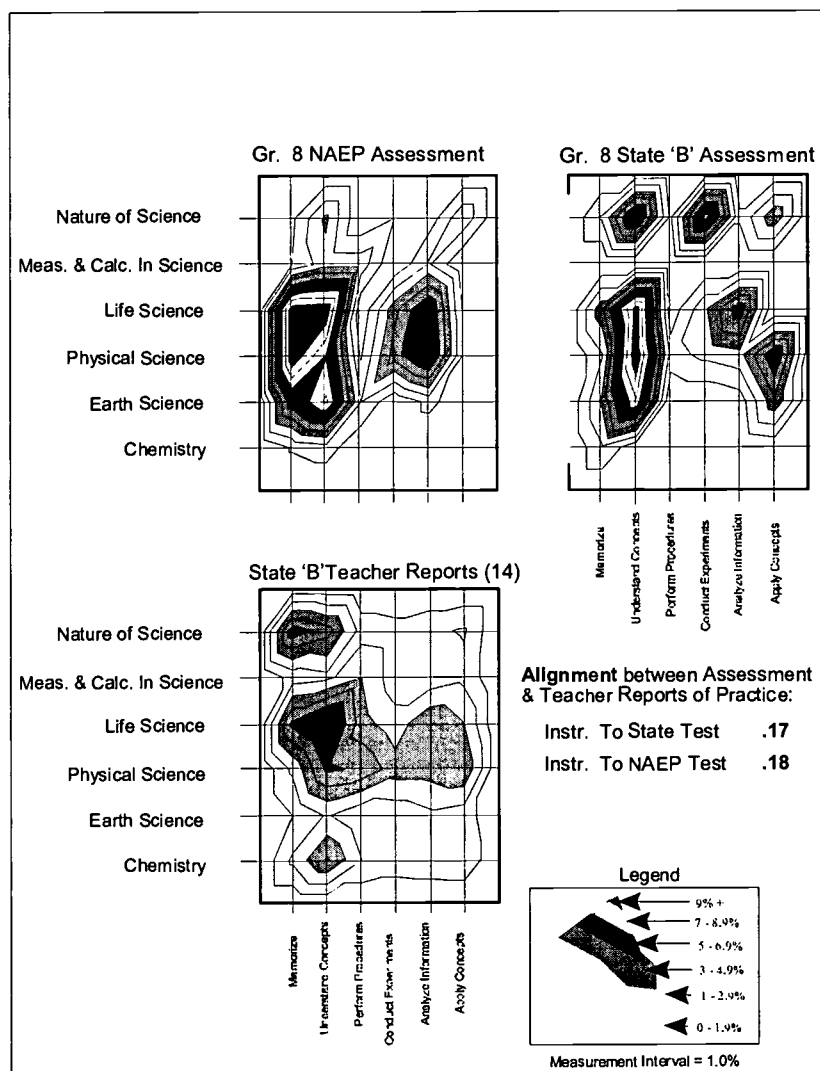 Gr. 8 NAEP Assessment
Gr. 8 State 'B' Assessment
Nature of Science
Meas. & Calc. In Science
Life Science
Physical Science
Earth Science
Chemistry
Memorize
Understand Concepts
Perform Procedures
Conduct Experiments
Analyze Information
Apply Concepts
State 'B'Teacher Reports (14)
Nature of Science
Meas. & Calc. In Science
Life Science
Physical Science
Earth Science
Chemistry
Memorize
Understand Concepts
Perform Procedures
Conduct Experiments
Analyze Information
Apply Concepts
Alignment between Assessment
& Teacher Reports of Practice:
Instr. To State Test .17
Instr. To NAEP Test .18
Legend
9% +
7 - 8.9%
5 - 6.9%
3 - 4.9%
1 - 2.9%
0 - 1.9%
Measurement Interval = 1.0%